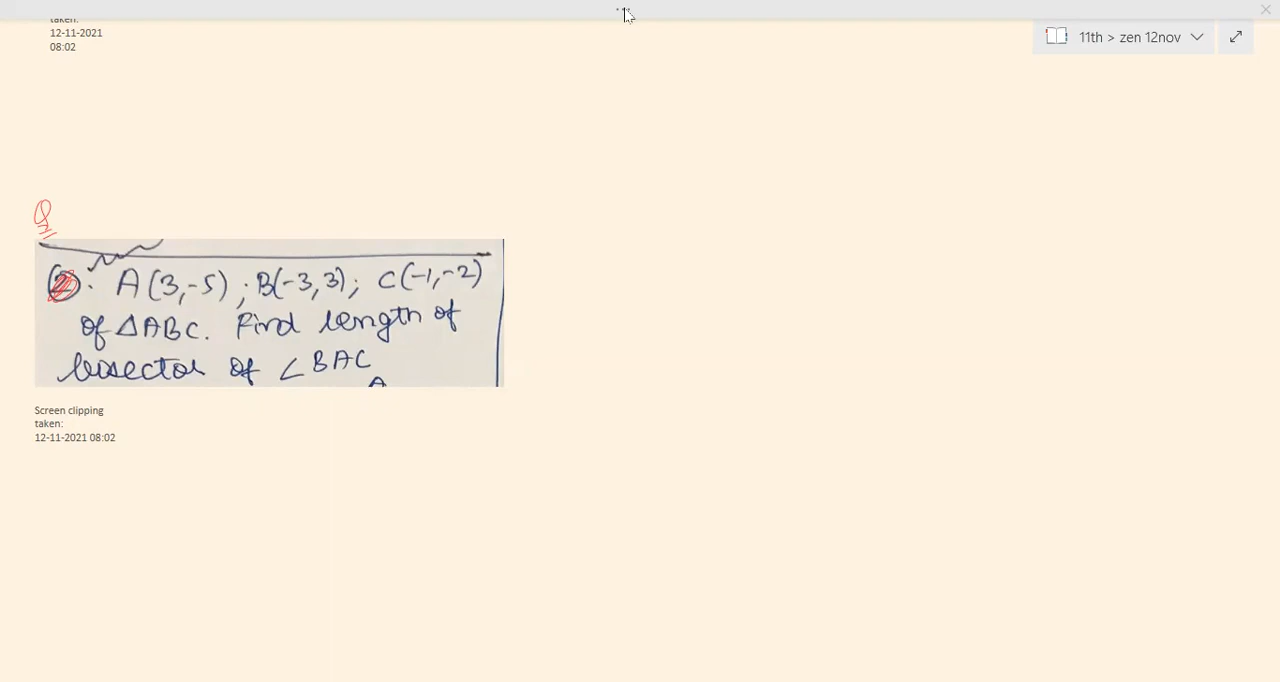 taken:
12-11-2021
08:02
11th > zen 12nov
A(3,-5) ; B(-3,3); C(-1,-2)
of ΔABC. Find length of
bisector of ∠BAC
A
Screen clipping
taken:
12-11-2021 08:02